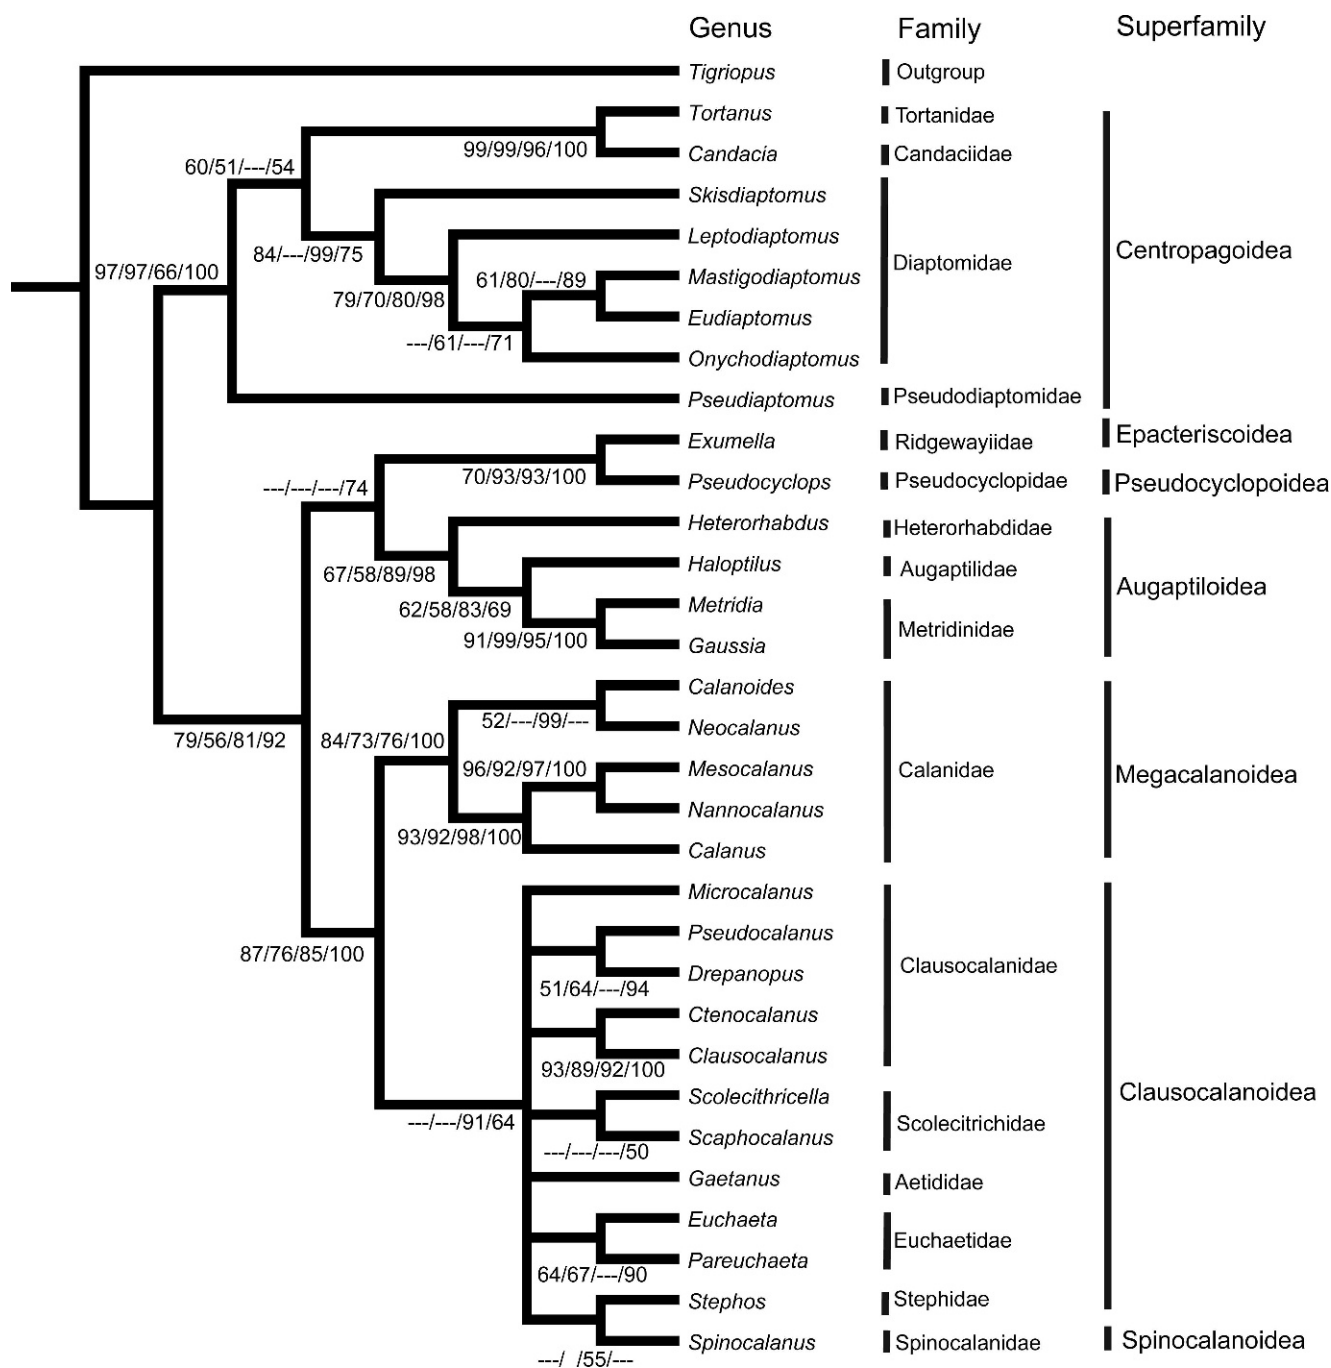 Genus Family Superfamily
Tigriopus Outgroup
Tortanus Tortanidae
99/99/96/100
Candacia Candaciidae
60/51/---/54
Skisdiaptomus
Leptodiaptomus
84/---/99/75
Centropagoidea
Diaptomidae
97/97/66/100
61/80/---/89
Mastigodiaptomus
79/70/80/98
Eudiaptomus
---/61/---/71
Onychodiaptomus
Pseudiaptomus Pseudodiaptomidae
Exumella Ridgewayiidae Epacteriscoidea
70/93/93/100
Pseudocyclops Pseudocyclopidae Pseudocyclopoidea
---/---/---/74
Heterorhabdus Heterorhabdidae
Haloptilus Augaptilidae
67/58/89/98
Augaptiloidea
Metridia
62/58/83/69
Metridinidae
91/99/95/100
Gaussia
Calanoides
52/---/99/---
Neocalanus
79/56/81/92
84/73/76/100
96/92/97/100
Mesocalanus
Calanidae
Megacalanoidea
Nannocalanus
93/92/98/100
Calanus
Microcalanus
Pseudocalanus
87/76/85/100
Clausocalanidae
Drepanopus
51/64/---/94
Ctenocalanus
Clausocalanus
93/89/92/100
Clausocalanoidea
Scolecithricella
---/---/91/64
Scolecitrichidae
Scaphocalanus
---/---/---/50
Gaetanus Aetididae
Euchaeta
Euchaetidae
Pareuchaeta
64/67/---/90
Stephos Stephidae
Spinocalanus Spinocalanidae Spinocalanoidea
---/ /55/---